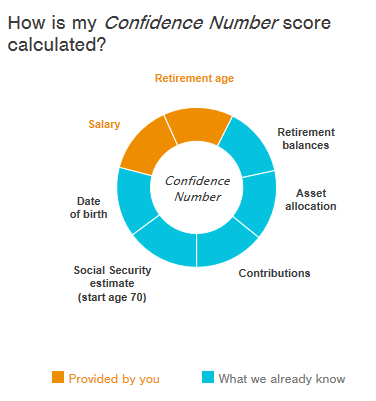 How is my Confidence Number score
calculated?
Retirement age
Salary
Retirement
balances
Confidence
Number
Asset
allocation
Date
of birth
Social Security
estimate
(start age 70)
Contributions
Provided by you
What we already know